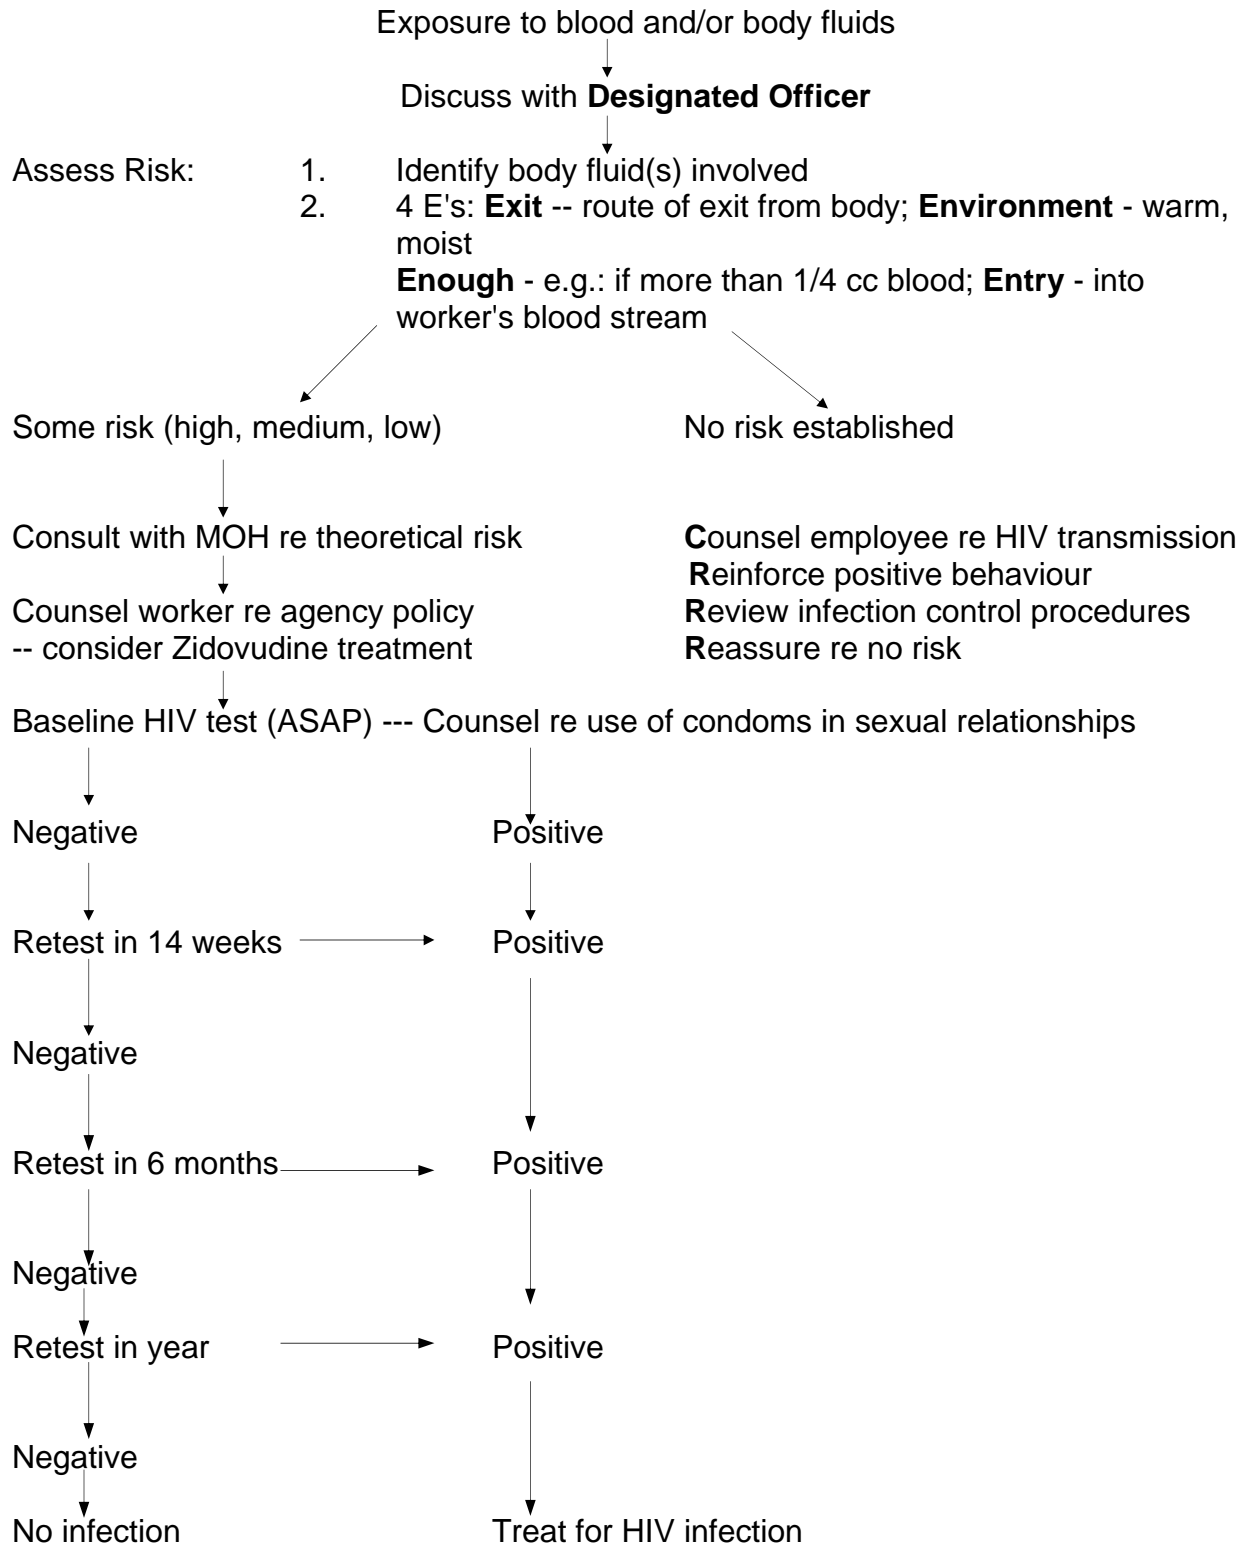 Exposure to blood and/or body fluids
Discuss with Designated Officer
Assess Risk: 1. Identify body fluid(s) involved
2. 4 E's: Exit -- route of exit from body; Environment - warm,
moist
Enough - e.g.: if more than 1/4 cc blood; Entry - into
worker's blood stream
Some risk (high, medium, low) No risk established
Consult with MOH re theoretical risk Counsel employee re HIV transmission
Reinforce positive behaviour
Counsel worker re agency policy Review infection control procedures
-- consider Zidovudine treatment Reassure re no risk
Baseline HIV test (ASAP) --- Counsel re use of condoms in sexual relationships
Negative Positive
Retest in 14 weeks Positive
Negative
Retest in 6 months Positive
Negative
Retest in year Positive
Negative
No infection Treat for HIV infection